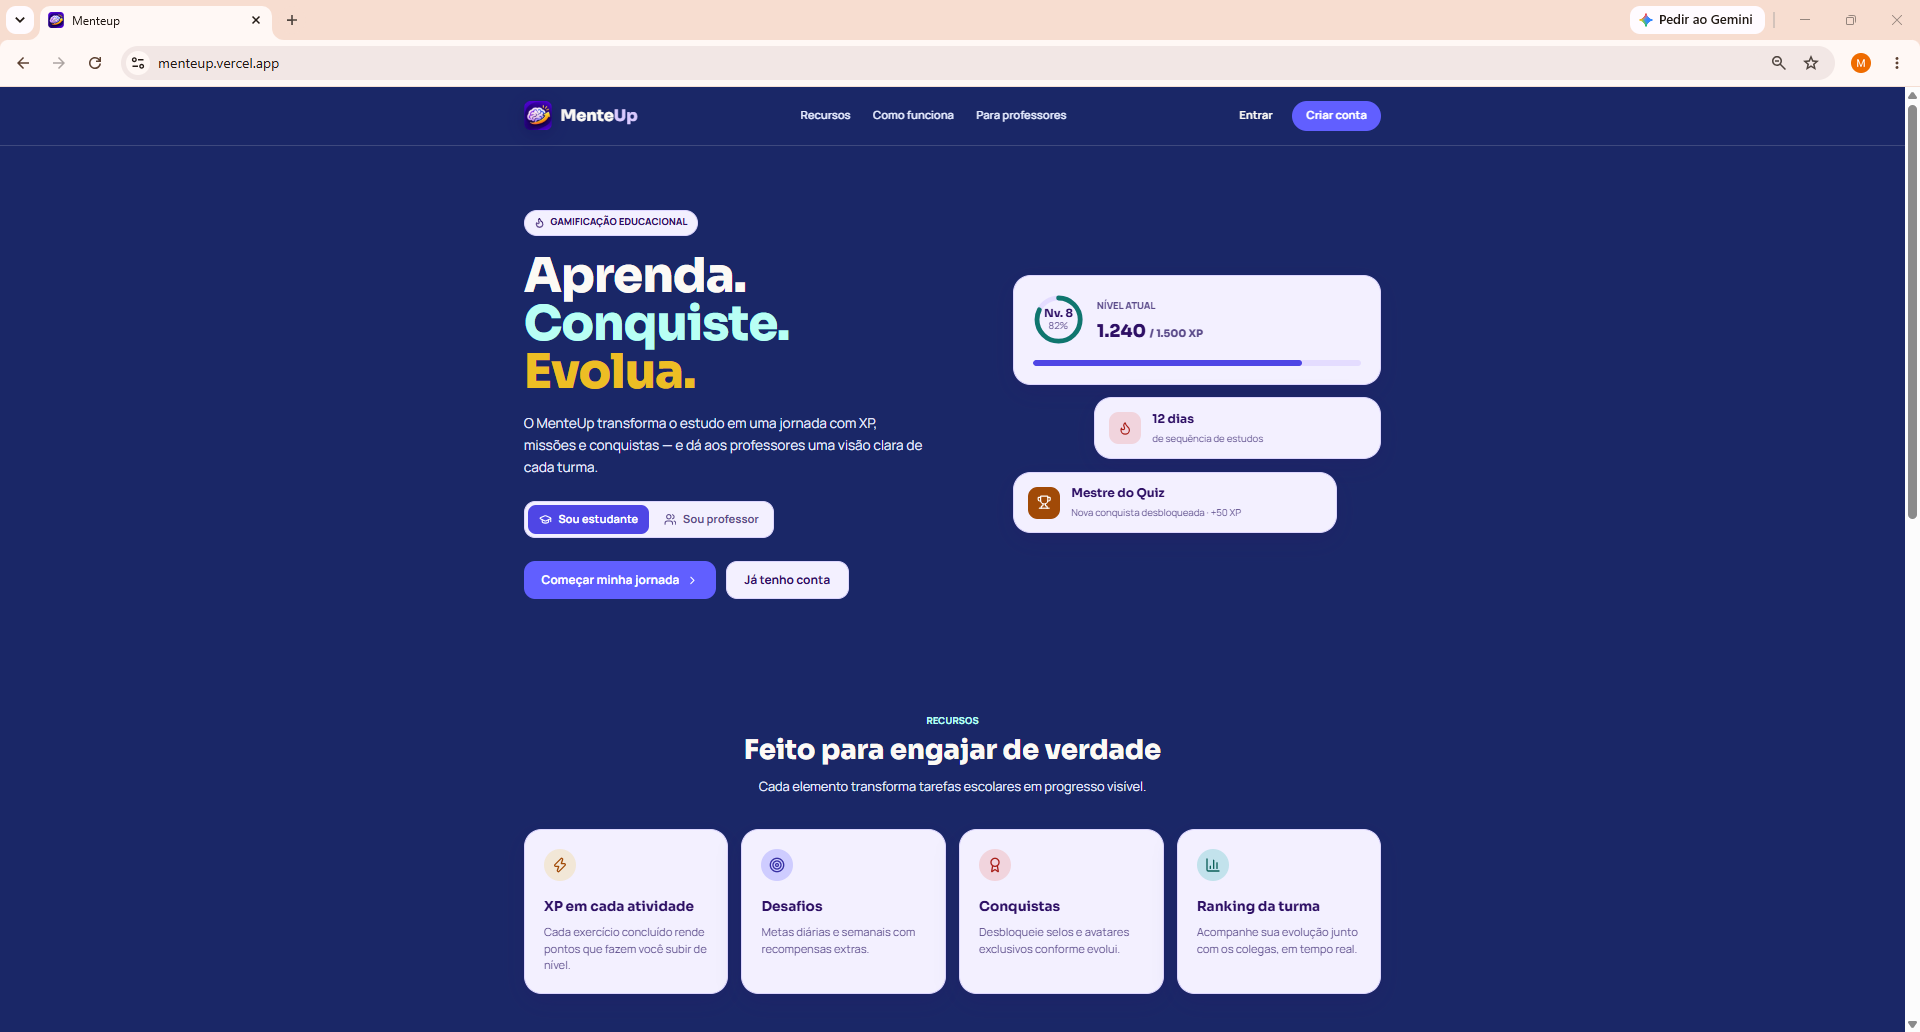 Menteup
Pedir ao Gemini
menteup.vercel.app
M
MenteUp
Recursos
Como funciona
Para professores
Entrar
Criar conta
GAMIFICAÇÃO EDUCACIONAL
Aprenda.
Conquiste.
Evolua.
O MenteUp transforma o estudo em uma jornada com XP,
missões e conquistas — e dá aos professores uma visão clara de
cada turma.
Sou estudante
Sou professor
Começar minha jornada
Já tenho conta
Nv. 8
82%
NÍVEL ATUAL
1.240 / 1.500 XP
12 dias
de sequência de estudos
Mestre do Quiz
Nova conquista desbloqueada · +50 XP
RECURSOS
Feito para engajar de verdade
Cada elemento transforma tarefas escolares em progresso visível.
XP em cada atividade
Cada exercício concluído rende
pontos que fazem você subir de
nível.
Desafios
Metas diárias e semanais com
recompensas extras.
Conquistas
Desbloqueie selos e avatares
exclusivos conforme evolui.
Ranking da turma
Acompanhe sua evolução junto
com os colegas, em tempo real.